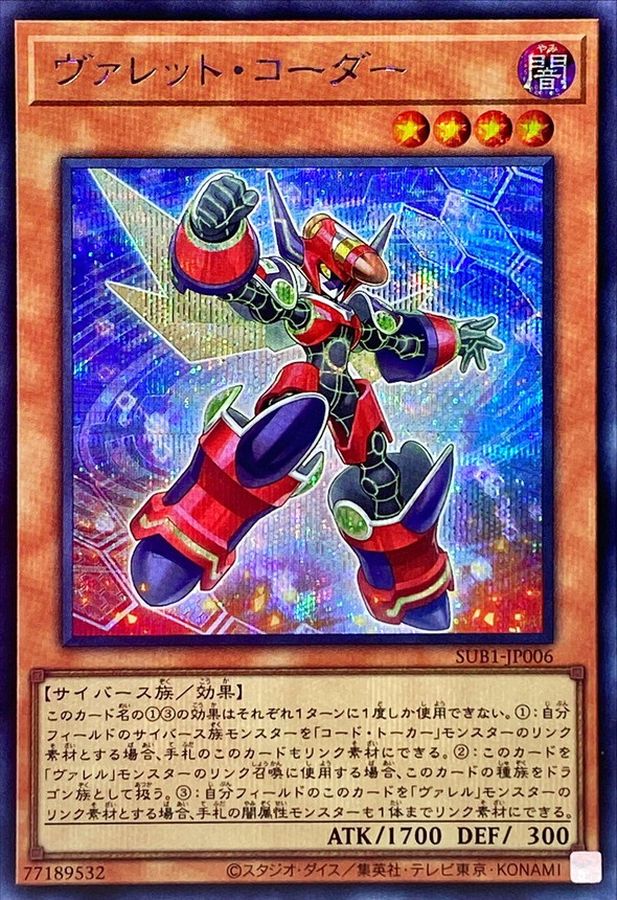 ヴァレット・コーダー
やみ
闇
SUB1-JP006
【サイバース族/効果】
このカード名の①③の効果はそれぞれ1ターンに1度しか使用できない。①:自分
フィールドのサイバース族モンスターを「コード・トーカー」モンスターのリンク
素材とする場合、手札のこのカードもリンク素材にできる。②:このカードを
「ヴァレル」モンスターのリンク召喚に使用する場合、このカードの種族をドラ
ゴン族として扱う。③:自分フィールドのこのカードを「ヴァレル」モンスターの
リンク素材とする場合、手札の闇属性モンスターも1体までリンク素材にできる。
ATK/1700 DEF/ 300
77189532
©スタジオ・ダイス/集英社・テレビ東京・KONAMI